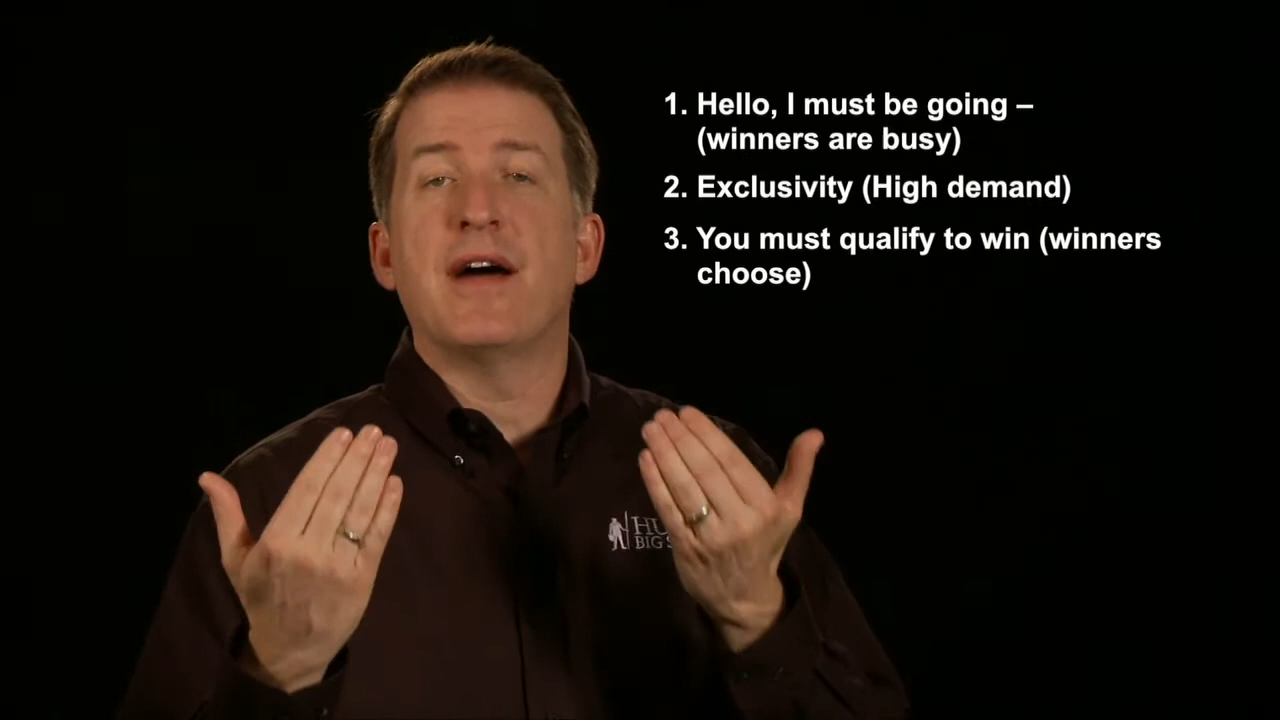 1. Hello, I must be going –
(winners are busy)
2. Exclusivity (High demand)
3. You must qualify to win (winners
choose)
BIG